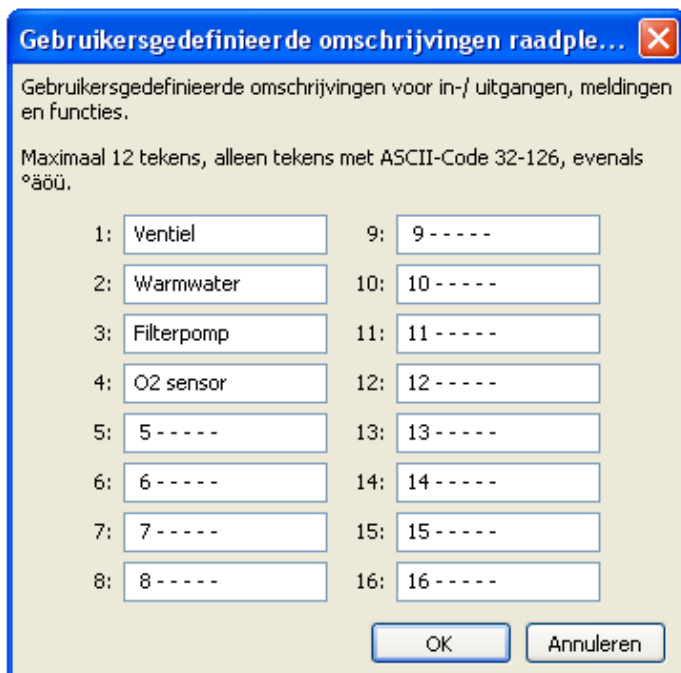 Gebruikersgedefinieerde omschrijvingen raadple...
Gebruikersgedefinieerde omschrijvingen voor in-/ uitgangen, meldingen
en functies.
Maximaal 12 tekens, alleen tekens met ASCII-Code 32-126, evenals
°äöü.
1: Ventiel 9: 9 - - - - -
2: Warmwater 10: 10 - - - - -
3: Filterpomp 11: 11 - - - - -
4: O2 sensor 12: 12 - - - - -
5: 5 - - - - - 13: 13 - - - - -
6: 6 - - - - - 14: 14 - - - - -
7: 7 - - - - - 15: 15 - - - - -
8: 8 - - - - - 16: 16 - - - - -
OK Annuleren